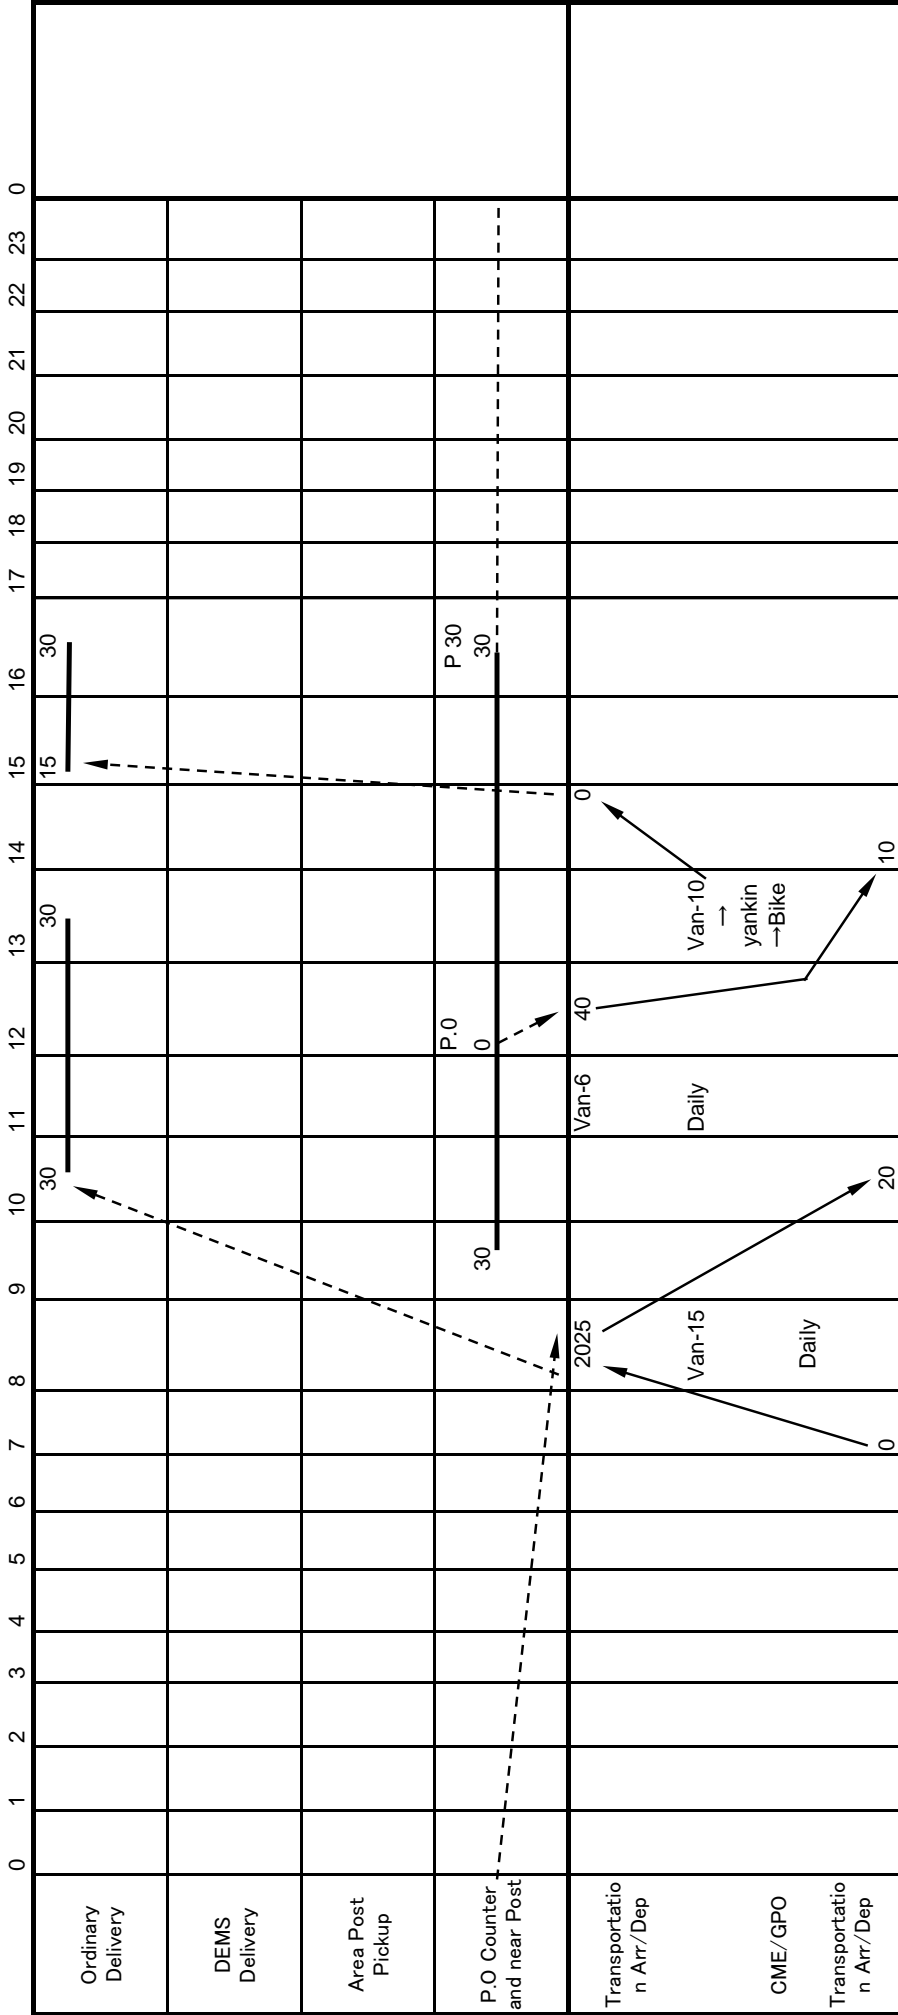 0 1 2 3 4 5 6 7 8 9 10 11 12 13 14 15 16 17 18 19 20 21 22 23 0
Ordinary
Delivery
30 30 15 30
DEMS
Delivery
Area Post
Pickup
P.O P 30
P.O Counter
and near Post
30 0 30
Transportatio
n Arr/Dep
2025 Van-6 40 0
Van-15 Daily Van-10
→
yankin
→Bike
CME/GPO
Daily
Transportatio
n Arr/Dep
0 20 10